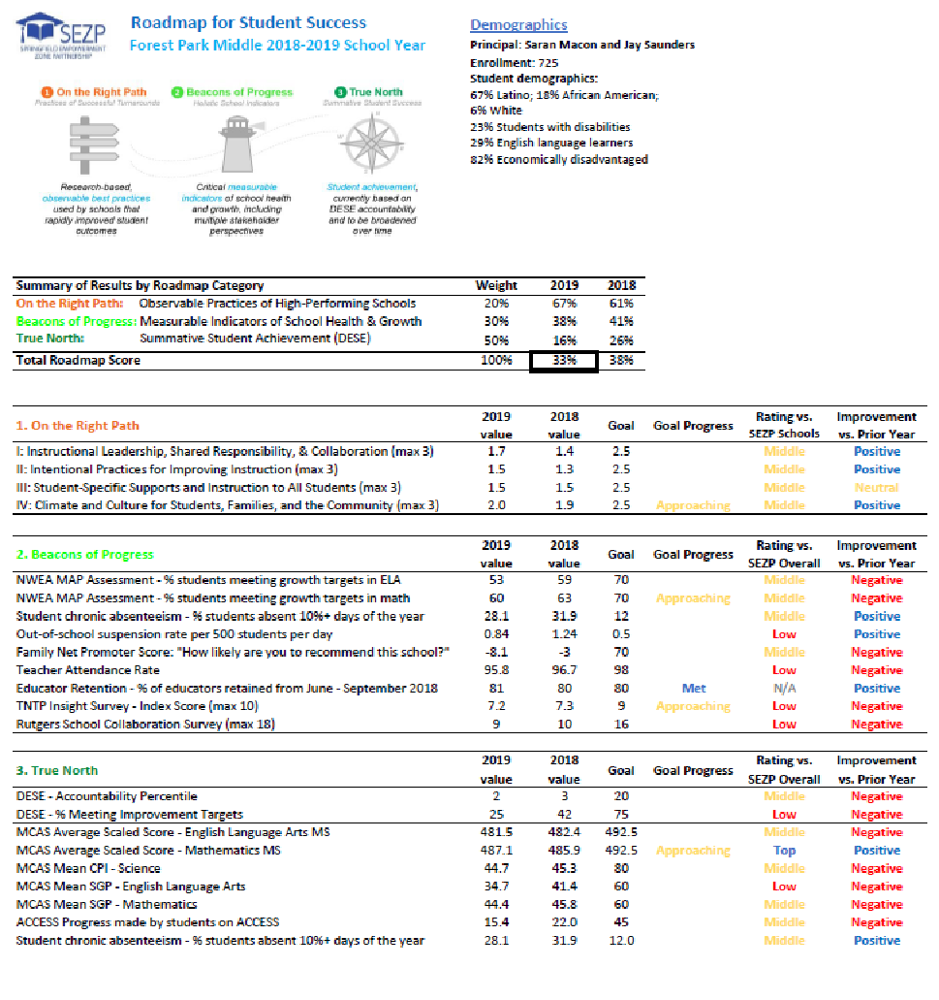 SEZP
SPRINGFIELD EMPOWERMENT
ZONE PARTNERSHIP
Roadmap for Student Success
Forest Park Middle 2018-2019 School Year
Demographics
Principal: Saran Macon and Jay Saunders
Enrollment: 725
Student demographics:
67% Latino; 18% African American;
6% White
23% Students with disabilities
29% English language learners
82% Economically disadvantaged
1 On the Right Path
Practices of Successful Turnarounds
Research-based,
observable best practices
used by schools that
rapidly improved student
outcomes
2 Beacons of Progress
Holistic School Indicators
Critical measurable
indicators of school health
and growth, including
multiple stakeholder
perspectives
3 True North
Summative Student Success
Student achievement,
currently based on
DESE accountability
and to be broadened
over time
Summary of Results by Roadmap Category Weight 2019 2018
On the Right Path: Observable Practices of High-Performing Schools 20% 67% 61%
Beacons of Progress: Measurable Indicators of School Health & Growth 30% 38% 41%
True North: Summative Student Achievement (DESE) 50% 16% 26%
Total Roadmap Score 100% 33% 38%
1. On the Right Path 2019 value 2018 value Goal Goal Progress Rating vs. SEZP Schools Improvement vs. Prior Year
I: Instructional Leadership, Shared Responsibility, & Collaboration (max 3) 1.7 1.4 2.5 Middle Positive
II: Intentional Practices for Improving Instruction (max 3) 1.5 1.3 2.5 Middle Positive
III: Student-Specific Supports and Instruction to All Students (max 3) 1.5 1.5 2.5 Middle Neutral
IV: Climate and Culture for Students, Families, and the Community (max 3) 2.0 1.9 2.5 Approaching Middle Positive
2. Beacons of Progress 2019 value 2018 value Goal Goal Progress Rating vs. SEZP Overall Improvement vs. Prior Year
NWEA MAP Assessment - % students meeting growth targets in ELA 53 59 70 Middle Negative
NWEA MAP Assessment - % students meeting growth targets in math 60 63 70 Approaching Middle Negative
Student chronic absenteeism - % students absent 10%+ days of the year 28.1 31.9 12 Middle Positive
Out-of-school suspension rate per 500 students per day 0.84 1.24 0.5 Low Positive
Family Net Promoter Score: "How likely are you to recommend this school?" -8.1 -3 70 Middle Negative
Teacher Attendance Rate 95.8 96.7 98 Low Negative
Educator Retention - % of educators retained from June - September 2018 81 80 80 Met N/A Positive
TNTP Insight Survey - Index Score (max 10) 7.2 7.3 9 Approaching Low Negative
Rutgers School Collaboration Survey (max 18) 9 10 16 Low Negative
3. True North 2019 value 2018 value Goal Goal Progress Rating vs. SEZP Overall Improvement vs. Prior Year
DESE - Accountability Percentile 2 3 20 Middle Negative
DESE - % Meeting Improvement Targets 25 42 75 Low Negative
MCAS Average Scaled Score - English Language Arts MS 481.5 482.4 492.5 Middle Negative
MCAS Average Scaled Score - Mathematics MS 487.1 485.9 492.5 Approaching Top Positive
MCAS Mean CPI - Science 44.7 45.3 80 Middle Negative
MCAS Mean SGP - English Language Arts 34.7 41.4 60 Low Negative
MCAS Mean SGP - Mathematics 44.4 45.8 60 Middle Negative
ACCESS Progress made by students on ACCESS 15.4 22.0 45 Middle Negative
Student chronic absenteeism - % students absent 10%+ days of the year 28.1 31.9 12.0 Middle Positive